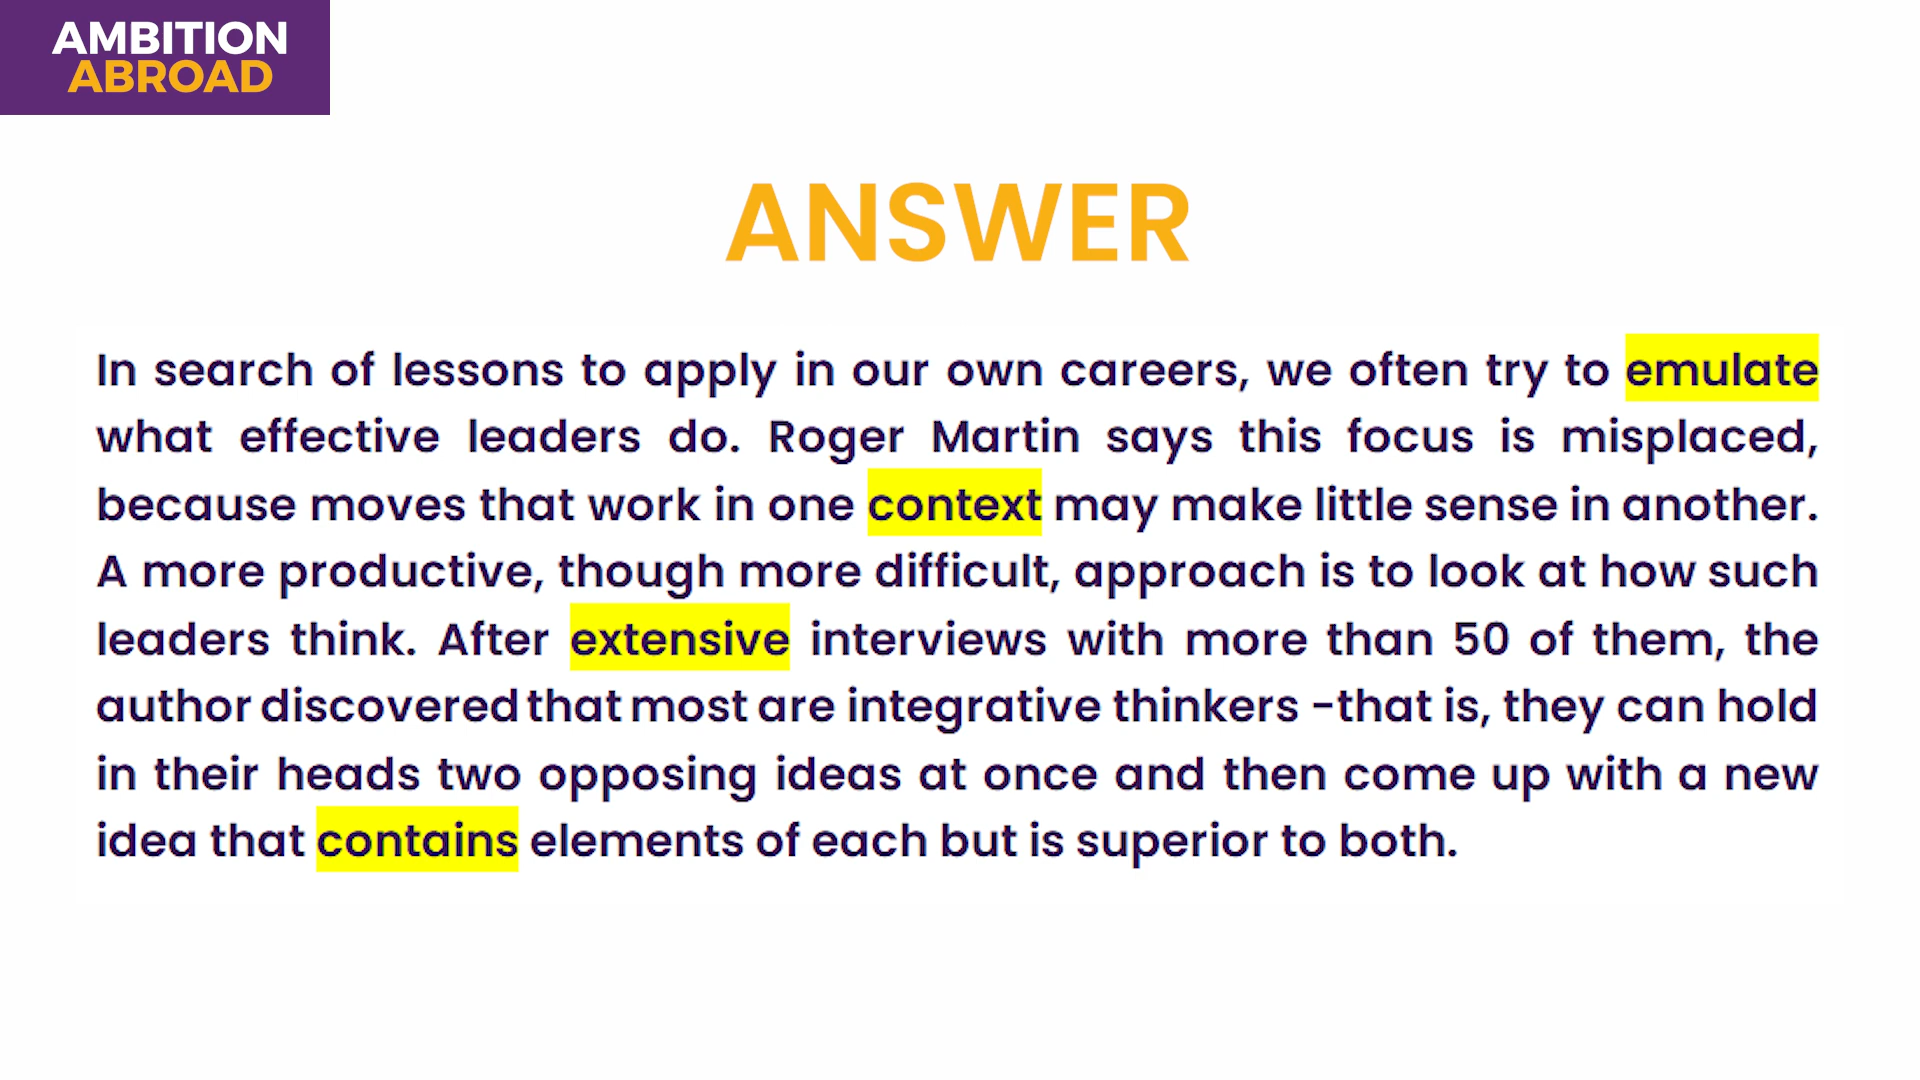 AMBITION
ABROAD
ANSWER
In search of lessons to apply in our own careers, we often try to emulate
what effective leaders do. Roger Martin says this focus is misplaced,
because moves that work in one context may make little sense in another.
A more productive, though more difficult, approach is to look at how such
leaders think. After extensive interviews with more than 50 of them, the
author discovered that most are integrative thinkers -that is, they can hold
in their heads two opposing ideas at once and then come up with a new
idea that contains elements of each but is superior to both.